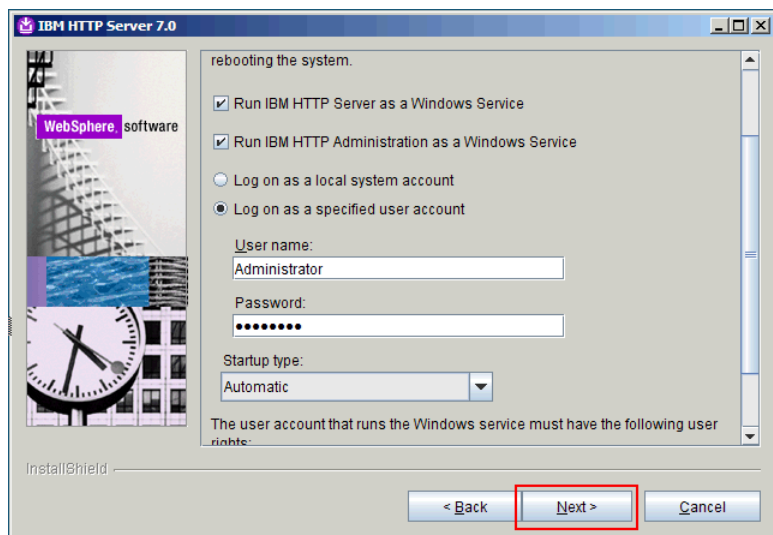 IBM HTTP Server 7.0
WebSphere. software
rebooting the system.
Run IBM HTTP Server as a Windows Service
Run IBM HTTP Administration as a Windows Service
Log on as a local system account
Log on as a specified user account
User name:
Administrator
Password:
••••••••
Startup type:
Automatic
The user account that runs the Windows service must have the following user
rights:
InstallShield
< Back
Next >
Cancel